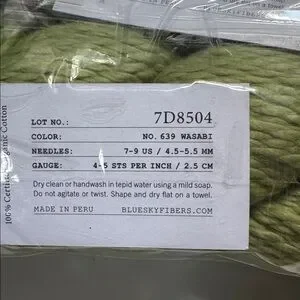 LOT NO.: 7D8504
COLOR: NO. 639 WASABI
NEEDLES: 7-9 US / 4.5-5.5 MM
GAUGE: 4-5 STS PER INCH / 2.5 CM
Dry clean or handwash in tepid water using a mild soap.
Do not agitate or twist. Shape and dry flat on a towel.
MADE IN PERU BLUESKYFIBERS.COM
100% Certified Organic Cotton